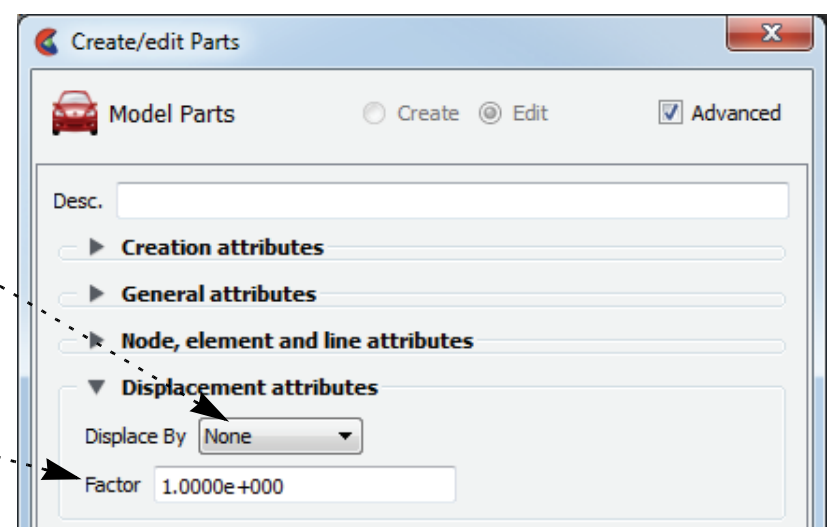 Create/edit Parts
Model Parts Create Edit Advanced
Desc.
Creation attributes
General attributes
Node, element and line attributes
Displacement attributes
Displace By None
Factor 1.0000e+000